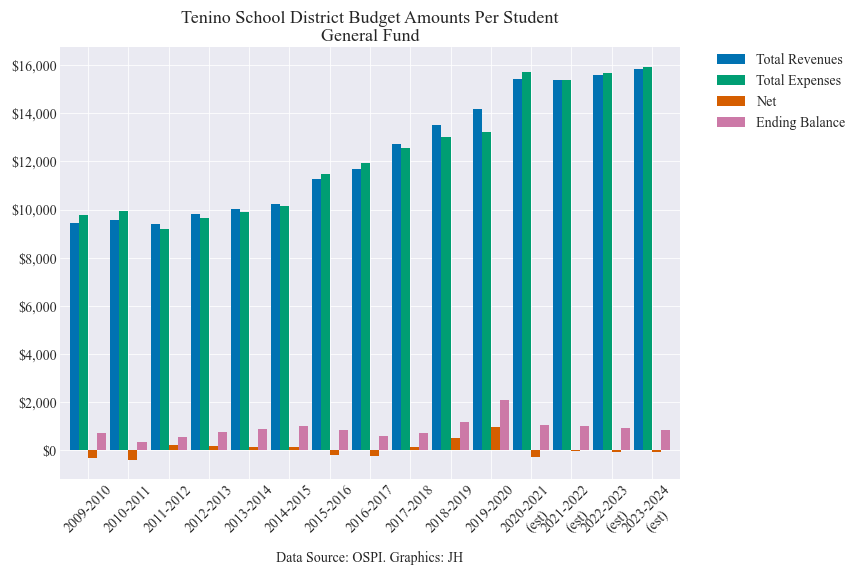 Tenino School District Budget Amounts Per Student
General Fund
Total Revenues
Total Expenses
Net
Ending Balance
$16,000
$14,000
$12,000
$10,000
$8,000
$6,000
$4,000
$2,000
$0
2009-2010
2010-2011
2011-2012
2012-2013
2013-2014
2014-2015
2015-2016
2016-2017
2017-2018
2018-2019
2019-2020
2020-2021
(est)
2021-2022
(est)
2022-2023
(est)
2023-2024
(est)
Data Source: OSPI. Graphics: JH